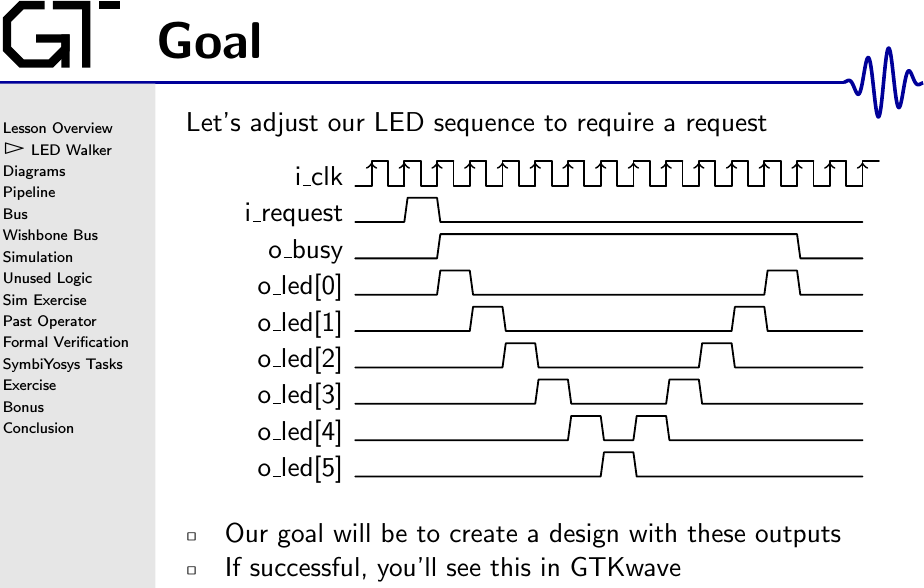 GT
Goal
Lesson Overview
▷ LED Walker
Diagrams
Pipeline
Bus
Wishbone Bus
Simulation
Unused Logic
Sim Exercise
Past Operator
Formal Verification
SymbiYosys Tasks
Exercise
Bonus
Conclusion
Let's adjust our LED sequence to require a request
i_clk
i_request
o_busy
o_led[0]
o_led[1]
o_led[2]
o_led[3]
o_led[4]
o_led[5]
Our goal will be to create a design with these outputs
If successful, you'll see this in GTKwave